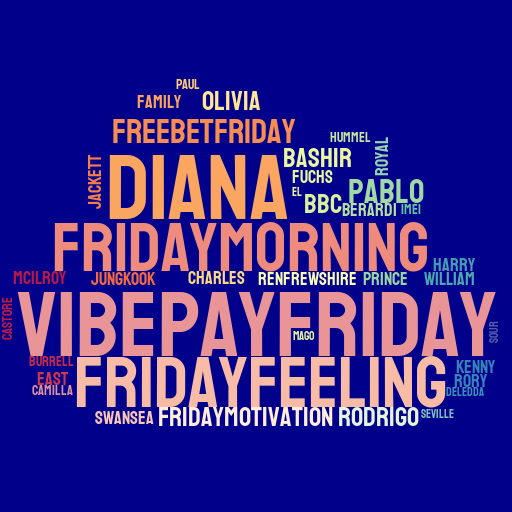 PAUL
FAMILY OLIVIA
FREEBETFRIDAY HUMMEL
JACKETT DIANA BASHIR ROYAL
FUCHS
EL BBC PABLO
BERARDI IMEI
FRIDAYMORNING HARRY
MCILROY JUNGKOOK CHARLES RENFREWSHIRE PRINCE WILLIAM
CASTORE VIBEPAYFRIDAY SOUR
MAGO
BURRELL FRIDAYFEELING KENNY
EAST RORY
CAMILLA DELEDDA
SWANSEA FRIDAYMOTIVATION RODRIGO SEVILLE